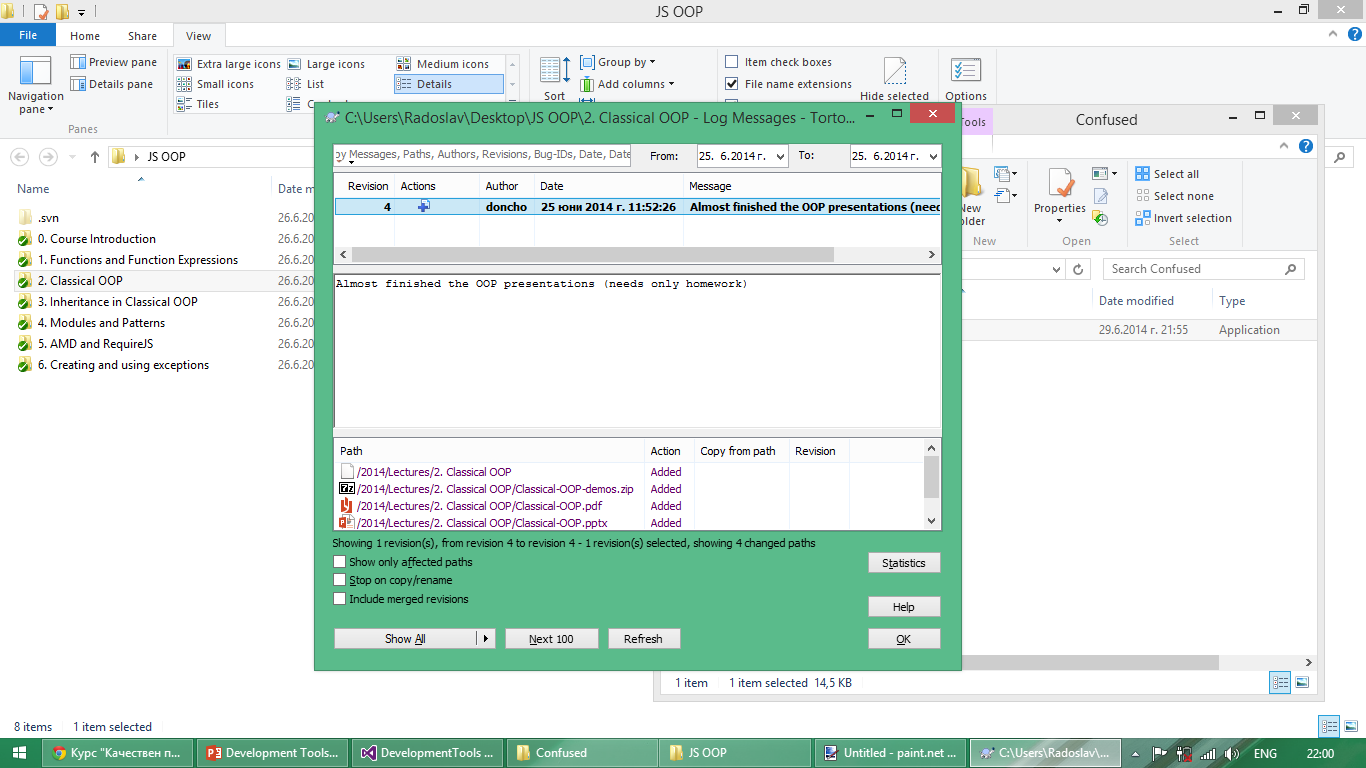 JS OOP
File Home Share View
Navigation pane
Preview pane
Details pane
Panes
Extra large icons Large icons Medium icons
Small icons List Details
Tiles
Sort
Group by
Add columns
Item check boxes
File name extensions
Hide selected
Options
JS OOP
Name Date m
.svn 26.6.20
0. Course Introduction 26.6.20
1. Functions and Function Expressions 26.6.20
2. Classical OOP 26.6.20
3. Inheritance in Classical OOP 26.6.20
4. Modules and Patterns 26.6.20
5. AMD and RequireJS 26.6.20
6. Creating and using exceptions 26.6.20
8 items 1 item selected
C:\Users\Radoslav\Desktop\JS OOP\2. Classical OOP - Log Messages - Torto...
by Messages, Paths, Authors, Revisions, Bug-IDs, Date, Date
From: 25. 6.2014 г. To: 25. 6.2014 г.
Revision Actions Author Date Message
4 doncho 25 юни 2014 г. 11:52:26 Almost finished the OOP presentations (need
Almost finished the OOP presentations (needs only homework)
Path Action Copy from path Revision
/2014/Lectures/2. Classical OOP Added
/2014/Lectures/2. Classical OOP/Classical-OOP-demos.zip Added
/2014/Lectures/2. Classical OOP/Classical-OOP.pdf Added
/2014/Lectures/2. Classical OOP/Classical-OOP.pptx Added
Showing 1 revision(s), from revision 4 to revision 4 - 1 revision(s) selected, showing 4 changed paths
Show only affected paths
Stop on copy/rename
Include merged revisions
Statistics
Help
Show All Next 100 Refresh OK
ools Confused
New
folder
New
Properties
Open
Select all
Select none
Invert selection
Select
Search Confused
Date modified Type
29.6.2014 г. 21:55 Application
1 item 1 item selected 14,5 KB
Курс "Качествен п... Development Tools... DevelopmentTools ... Confused JS OOP Untitled - paint.net ... C:\Users\Radoslav\... ENG 22:00